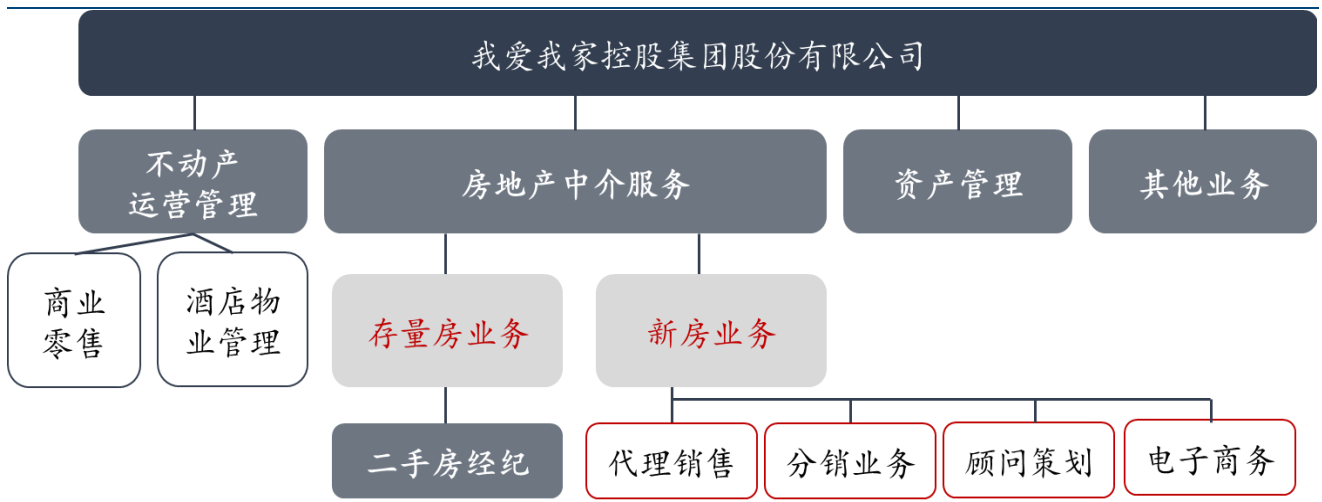 我爱我家控股集团股份有限公司
不动产
运营管理
房地产中介服务
资产管理
其他业务
商业
零售
酒店物
业管理
存量房业务
新房业务
二手房经纪
代理销售
分销业务
顾问策划
电子商务